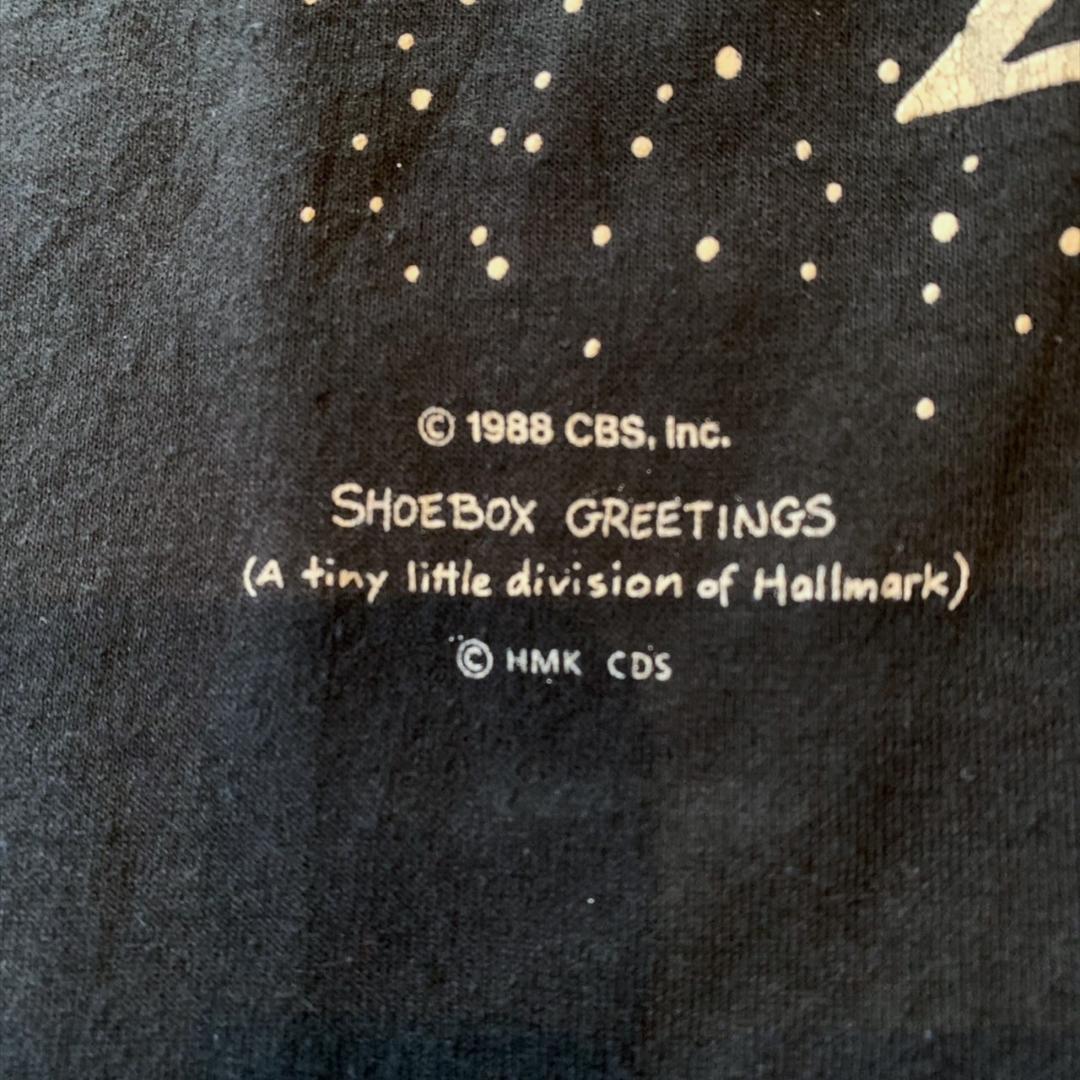 © 1988 CBS, Inc.
SHOEBOX GREETINGS
(A tiny little division of Hallmark)
© HMK CDS